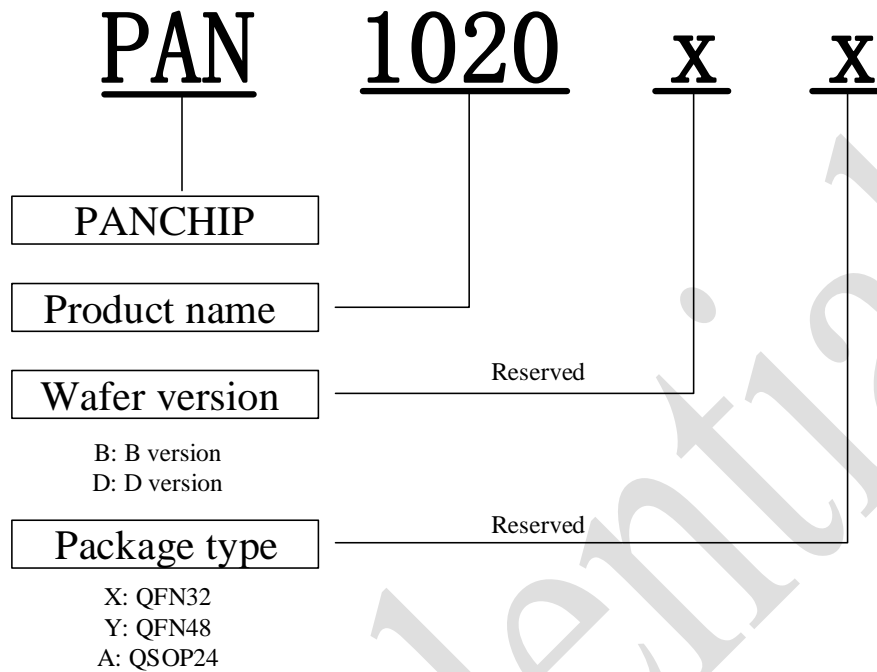 PAN 1020 x x
PANCHIP
Product name
Reserved
Wafer version
B: B version
D: D version
Reserved
Package type
X: QFN32
Y: QFN48
A: QSOP24